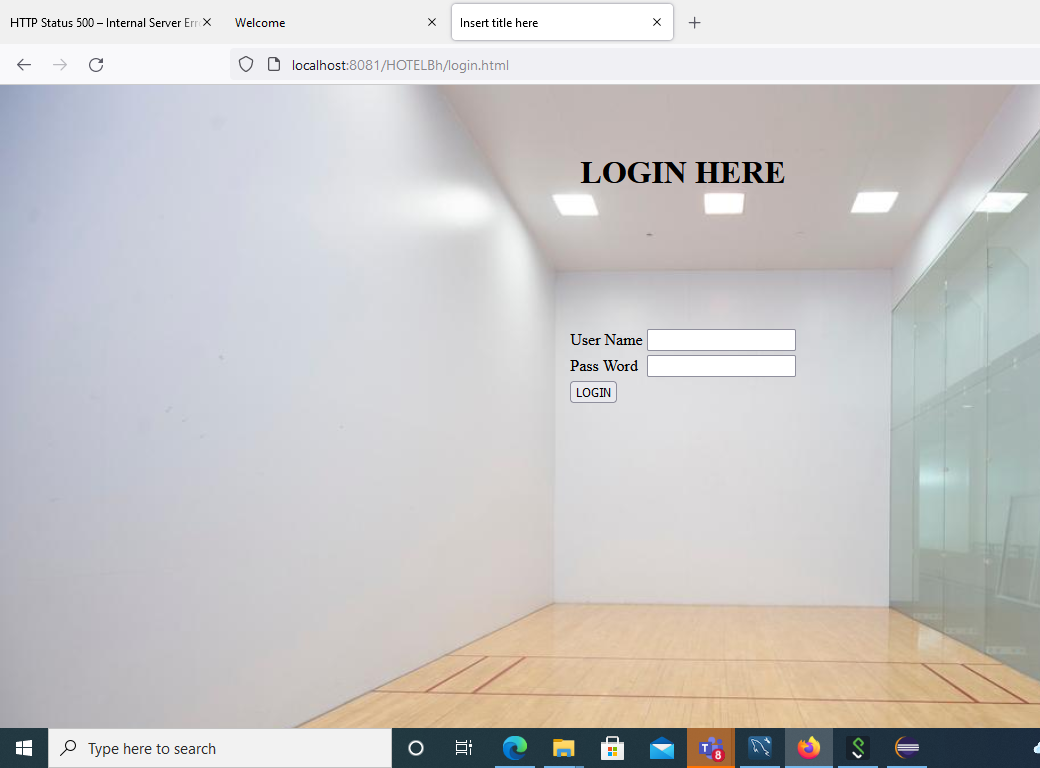 HTTP Status 500 – Internal Server Err
Welcome
Insert title here
localhost:8081/HOTELBh/login.html
LOGIN HERE
User Name
Pass Word
LOGIN
Type here to search
8